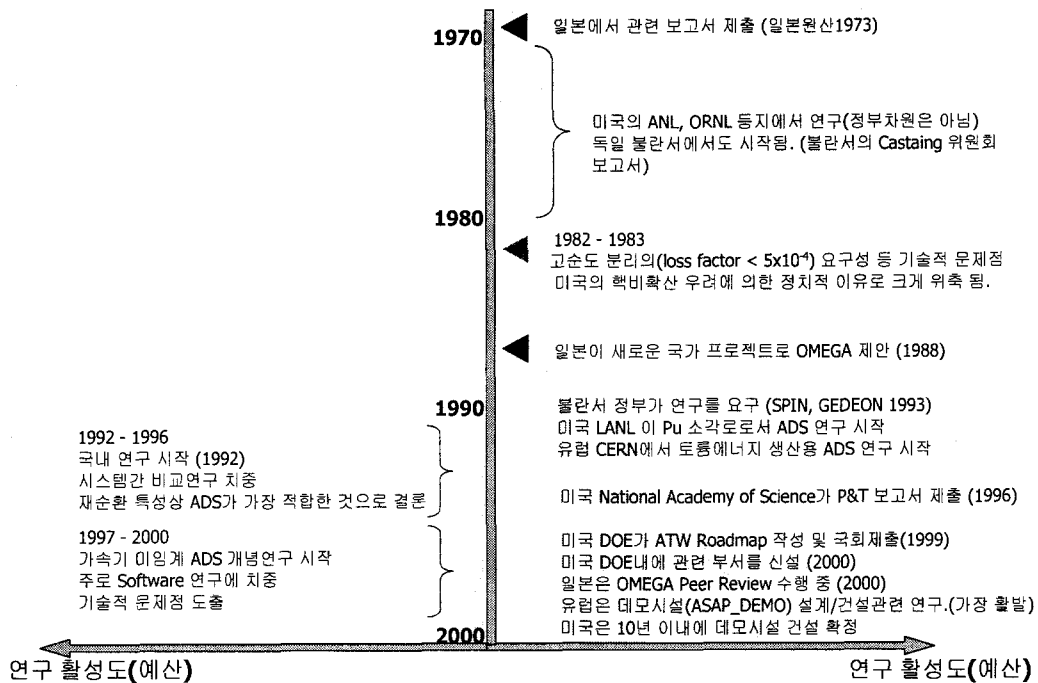 1970
일본에서 관련 보고서 제출 (일본원산1973)
미국의 ANL, ORNL 등지에서 연구(정부차원은 아님)
독일 불란서에서도 시작됨. (불란서의 Castaing 위원회
보고서)
1980
1982 - 1983
고순도 분리의(loss factor < 5x10⁻⁴) 요구성 등 기술적 문제점
미국의 핵비확산 우려에 의한 정치적 이유로 크게 위축 됨.
일본이 새로운 국가 프로젝트로 OMEGA 제안 (1988)
1990
불란서 정부가 연구를 요구 (SPIN, GEDEON 1993)
미국 LANL 이 Pu 소각로로서 ADS 연구 시작
유럽 CERN에서 토륨에너지 생산용 ADS 연구 시작
1992 - 1996
국내 연구 시작 (1992)
시스템간 비교연구 치중
재순환 특성상 ADS가 가장 적합한 것으로 결론
미국 National Academy of Science가 P&T 보고서 제출 (1996)
1997 - 2000
가속기 미임계 ADS 개념연구 시작
주로 Software 연구에 치중
기술적 문제점 도출
미국 DOE가 ATW Roadmap 작성 및 국회제출(1999)
미국 DOE내에 관련 부서를 신설 (2000)
일본은 OMEGA Peer Review 수행 중 (2000)
유럽은 데모시설(ASAP_DEMO) 설계/건설관련 연구.(가장 활발)
미국은 10년 이내에 데모시설 건설 확정
2000
연구 활성도(예산)
연구 활성도(예산)